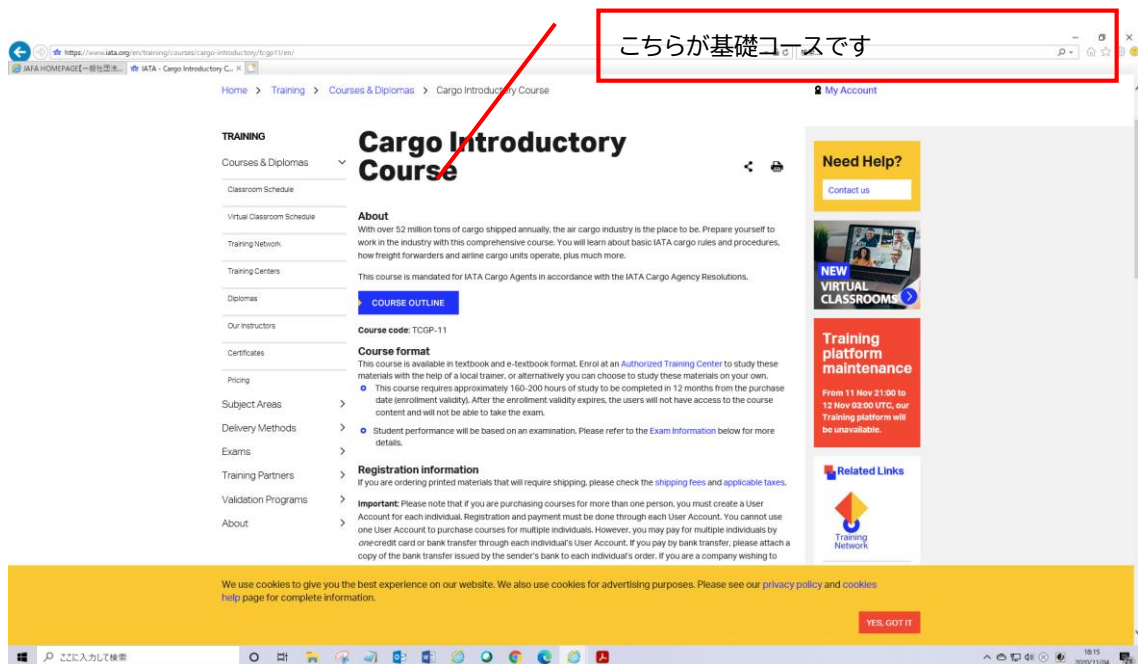 こちらが基礎コースです
https://www.iata.org/en/training/courses/cargo-introductory/tcgp11/en/
JAFA HOMEPAGE【一般社団法... IATA - Cargo Introductory C...
Home > Training > Courses & Diplomas > Cargo Introductory Course
My Account
TRAINING
Courses & Diplomas
Classroom Schedule
Virtual Classroom Schedule
Training Network
Training Centers
Diplomas
Our Instructors
Certificates
Pricing
Subject Areas
Delivery Methods
Exams
Training Partners
Validation Programs
About
Cargo Introductory
Course
About
With over 52 million tons of cargo shipped annually, the air cargo industry is the place to be. Prepare yourself to
work in the industry with this comprehensive course. You will learn about basic IATA cargo rules and procedures,
how freight forwarders and airline cargo units operate, plus much more.
This course is mandated for IATA Cargo Agents in accordance with the IATA Cargo Agency Resolutions.
COURSE OUTLINE
Course code: TCGP-11
Course format
This course is available in textbook and e-textbook format. Enrol at an Authorized Training Center to study these
materials with the help of a local trainer, or alternatively you can choose to study these materials on your own.
This course requires approximately 160-200 hours of study to be completed in 12 months from the purchase
date (enrollment validity). After the enrollment validity expires, the users will not have access to the course
content and will not be able to take the exam.
Student performance will be based on an examination. Please refer to the Exam Information below for more
details.
Registration information
If you are ordering printed materials that will require shipping, please check the shipping fees and applicable taxes.
Important: Please note that if you are purchasing courses for more than one person, you must create a User
Account for each individual. Registration and payment must be done through each User Account. You cannot use
one User Account to purchase courses for multiple individuals. However, you may pay for multiple individuals by
one credit card or bank transfer through each individual's User Account. If you pay by bank transfer, please attach a
copy of the bank transfer issued by the sender's bank to each individual's order. If you are a company wishing to
Need Help?
Contact us
NEW
VIRTUAL
CLASSROOMS
Training
platform
maintenance
From 11 Nov 21:00 to
12 Nov 03:00 UTC, our
Training platform will
be unavailable.
Related Links
Training
Network
We use cookies to give you the best experience on our website. We also use cookies for advertising purposes. Please see our privacy policy and cookies
help page for complete information.
YES, GOT IT
ここに入力して検索
18:15
2020/11/04